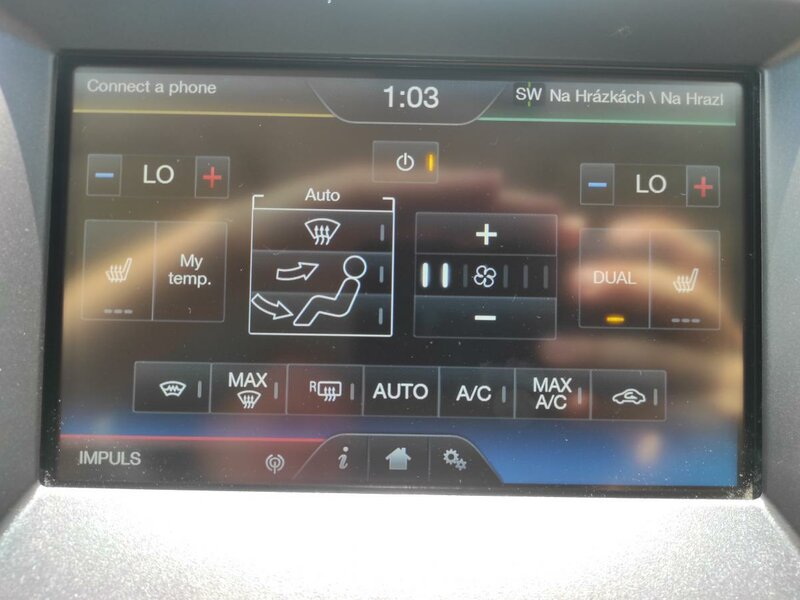 Connect a phone
1:03
SW Na Hrázkách \ Na Hrazl
LO
LO
Auto
My
temp.
DUAL
MAX
R
AUTO
A/C
MAX
A/C
IMPULS
i